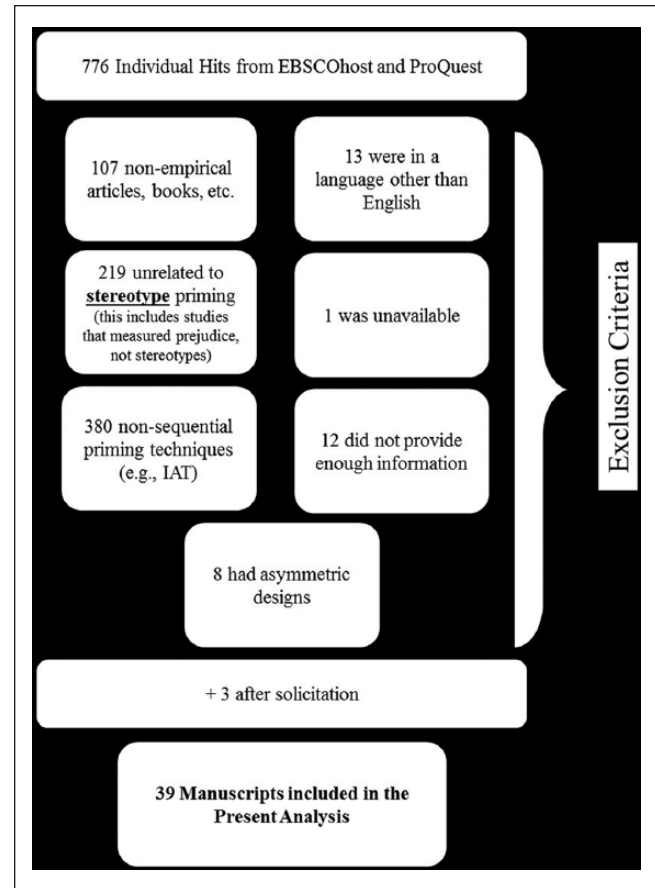 776 Individual Hits from EBSCOhost and ProQuest
107 non-empirical
articles, books, etc.
13 were in a
language other than
English
219 unrelated to
stereotype priming
(this includes studies
that measured prejudice,
not stereotypes)
1 was unavailable
380 non-sequential
priming techniques
(e.g., IAT)
12 did not provide
enough information
8 had asymmetric
designs
Exclusion Criteria
+ 3 after solicitation
39 Manuscripts included in the
Present Analysis